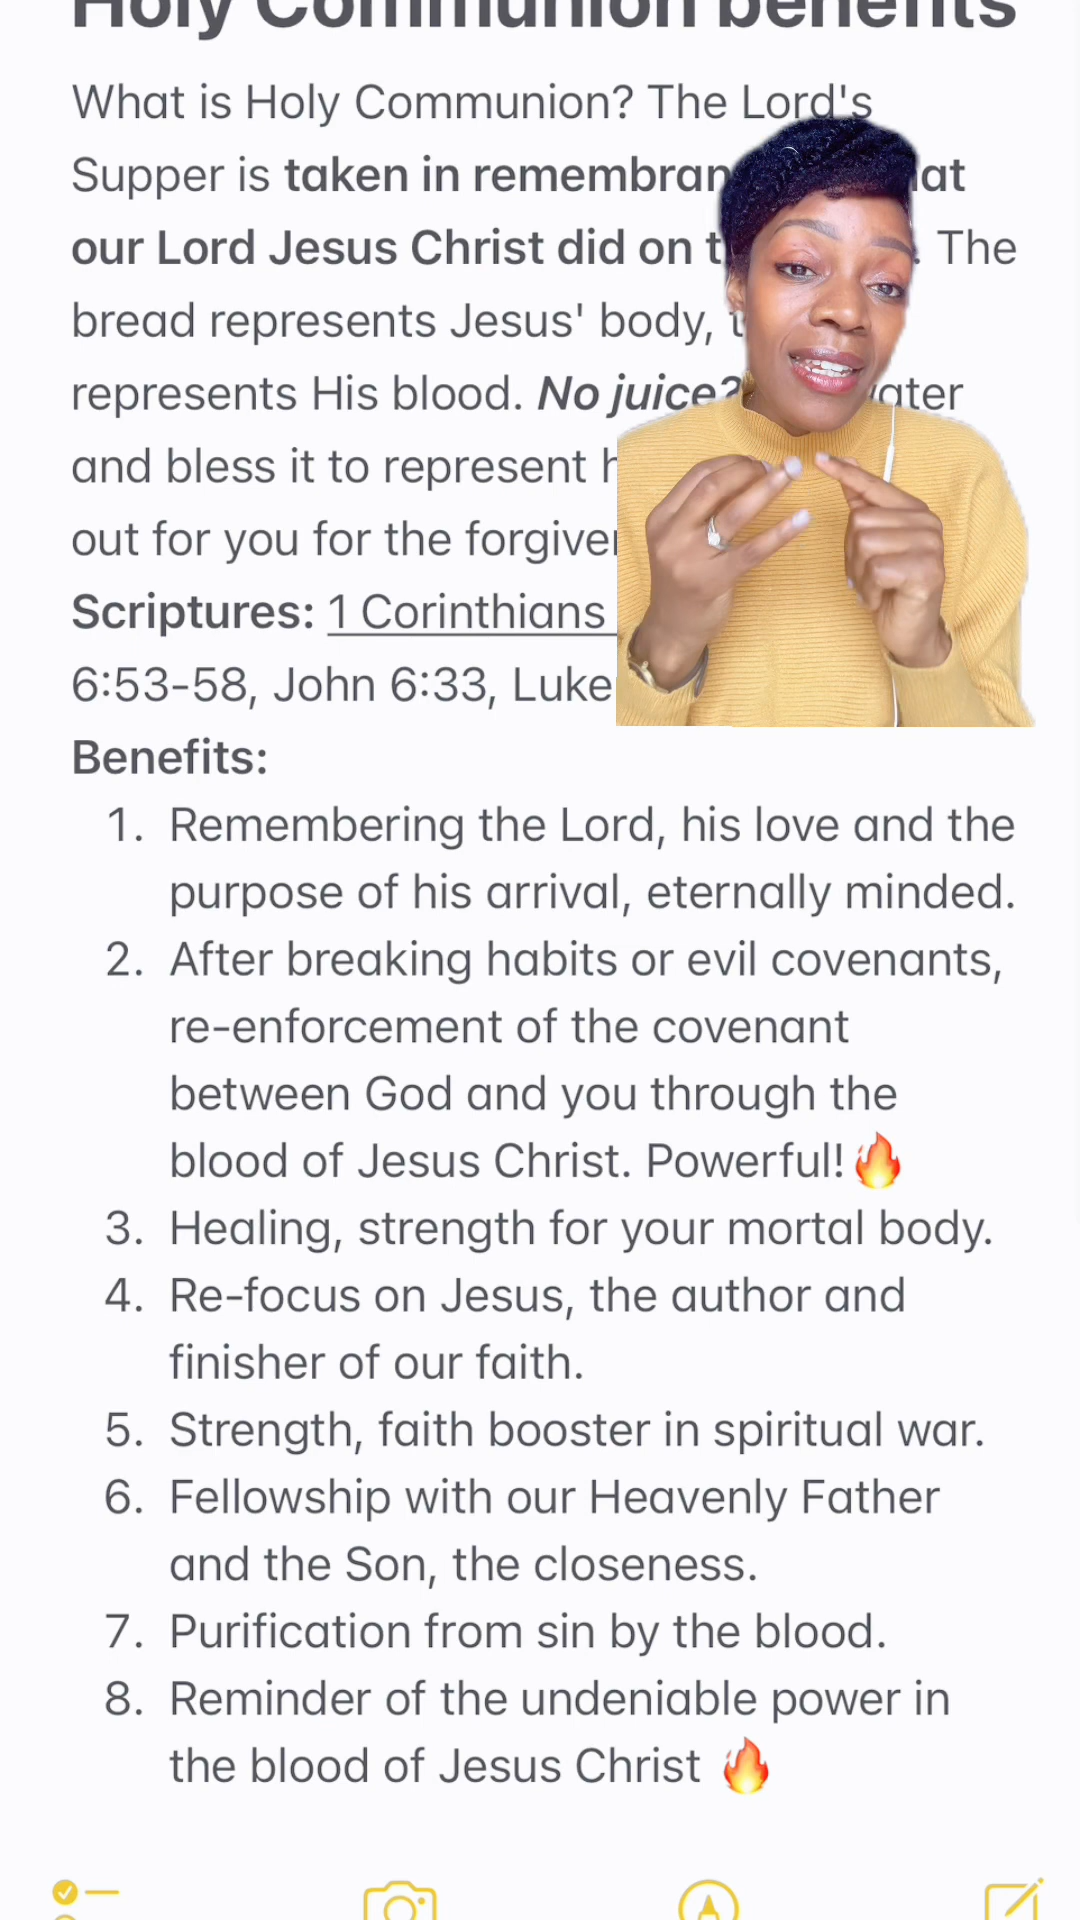 Holy Communion benefits
What is Holy Communion? The Lord's
Supper is taken in
our Lord Jesus Christ did on The
bread represents Jesus' body,
represents His blood. No juice?
and bless it to represent
out for you for the
Scriptures: 1 Corinthians
6:53-58, John 6:33, Luke
Benefits:
1. Remembering the Lord, his love and the
purpose of his arrival, eternally minded.
2. After breaking habits or evil covenants,
re-enforcement of the covenant
between God and you through the
blood of Jesus Christ. Powerful!🔥
3. Healing, strength for your mortal body.
4. Re-focus on Jesus, the author and
finisher of our faith.
5. Strength, faith booster in spiritual war.
6. Fellowship with our Heavenly Father
and the Son, the closeness.
7. Purification from sin by the blood.
8. Reminder of the undeniable power in
the blood of Jesus Christ 🔥